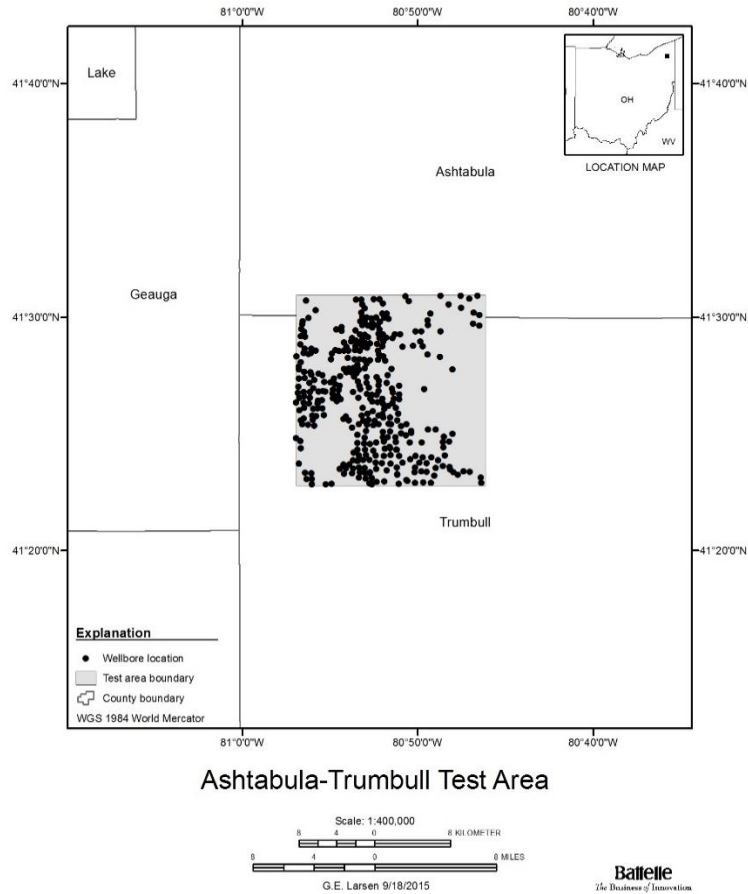 81°0'0"W 80°50'0"W 80°40'0"W
41°40'0"N 41°40'0"N
Lake
OH
WV
LOCATION MAP
Ashtabula
Geauga
41°30'0"N 41°30'0"N
Trumbull
41°20'0"N 41°20'0"N
Explanation
Wellbore location
Test area boundary
County boundary
WGS 1984 World Mercator
81°0'0"W 80°50'0"W 80°40'0"W
Ashtabula-Trumbull Test Area
Scale: 1:400,000
8 4 0 8 KILOMETER
8 4 0 8 MILES
G.E. Larsen 9/18/2015
Battelle
The Business of Innovation